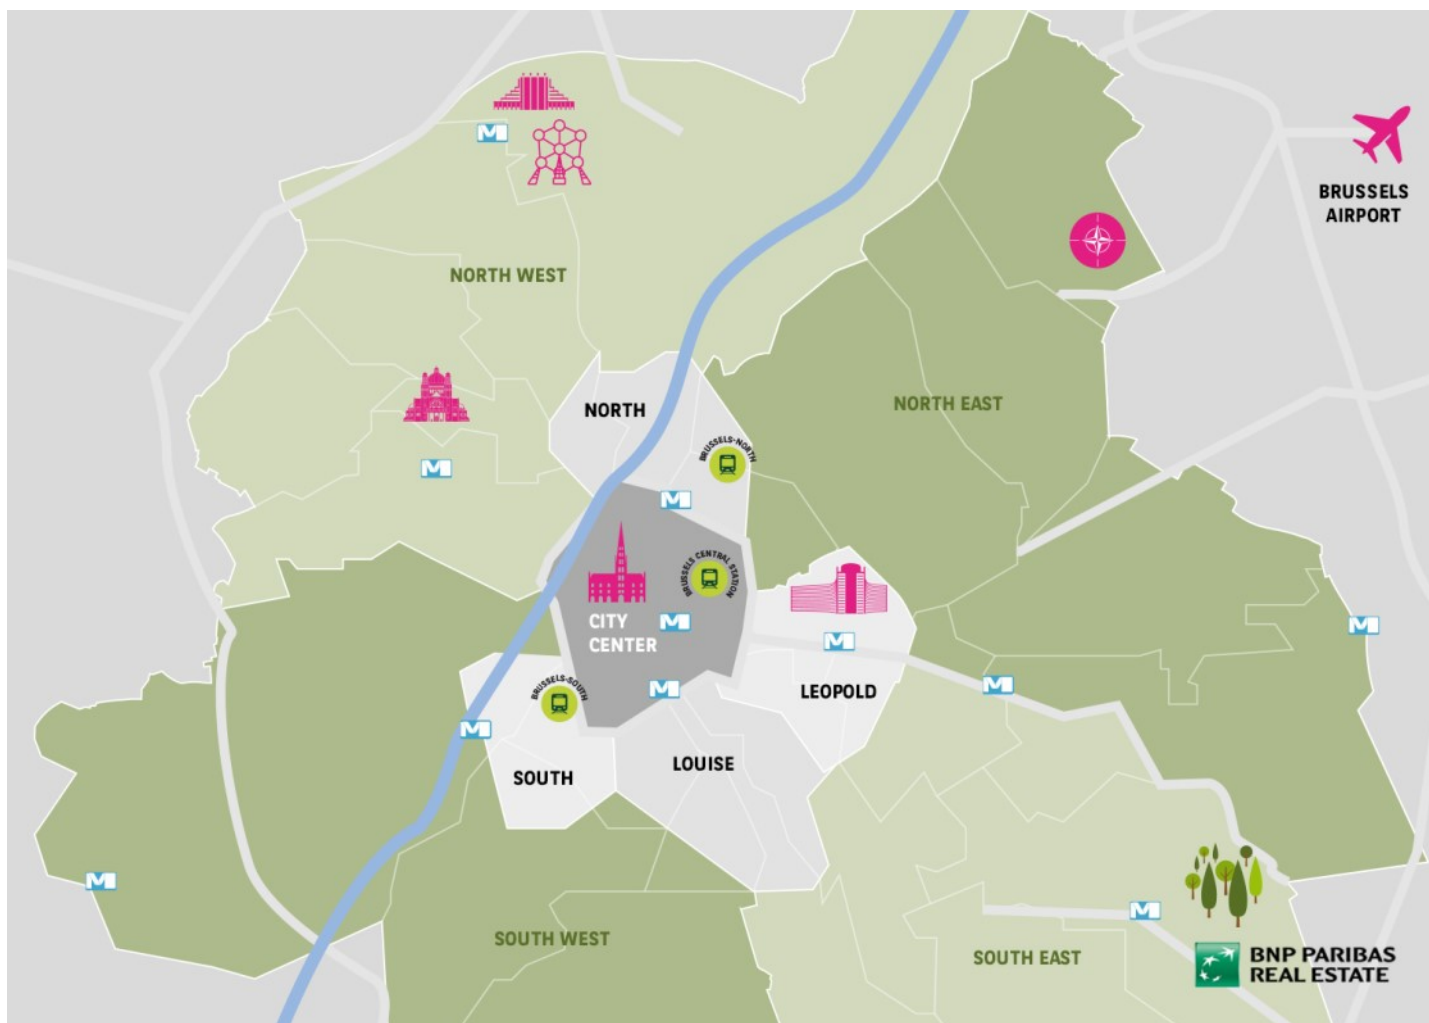 BRUSSELS
AIRPORT
NORTH WEST
NORTH
NORTH EAST
BRUSSELS-NORTH
BRUSSELS CENTRAL STATION
CITY
CENTER
LEOPOLD
BRUSSELS-SOUTH
LOUISE
SOUTH
SOUTH WEST
SOUTH EAST
BNP PARIBAS
REAL ESTATE
M
M
M
M
M
M
M
M
M
M
M